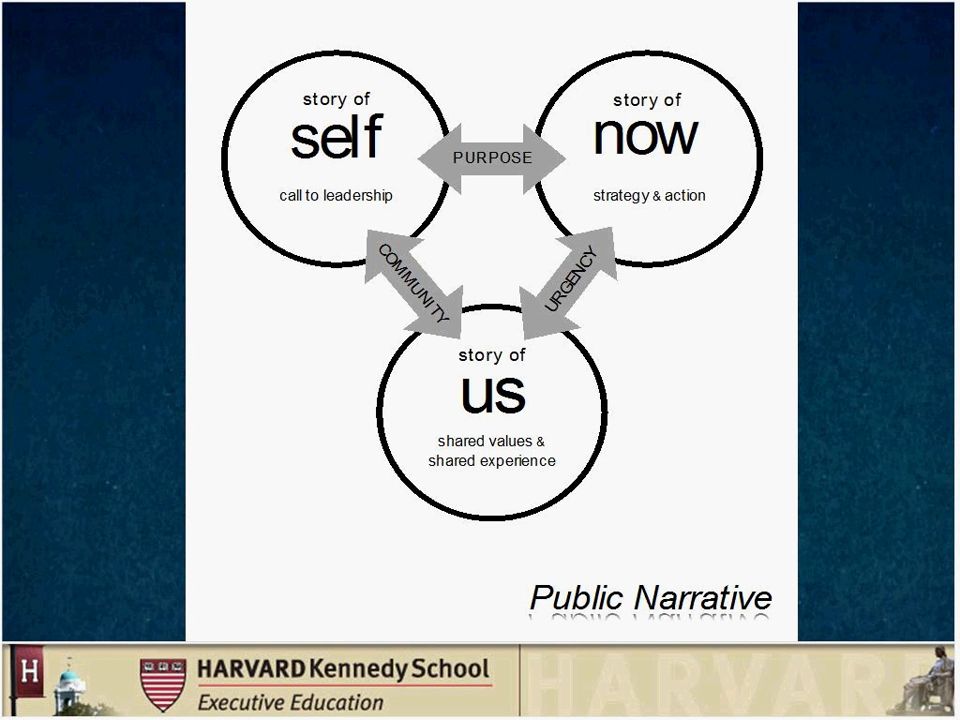 story of
self
call to leadership
PURPOSE
story of
now
strategy & action
COMMUNITY
URGENCY
story of
us
shared values &
shared experience
Public Narrative
H
HARVARD Kennedy School
Executive Education
HARVARD